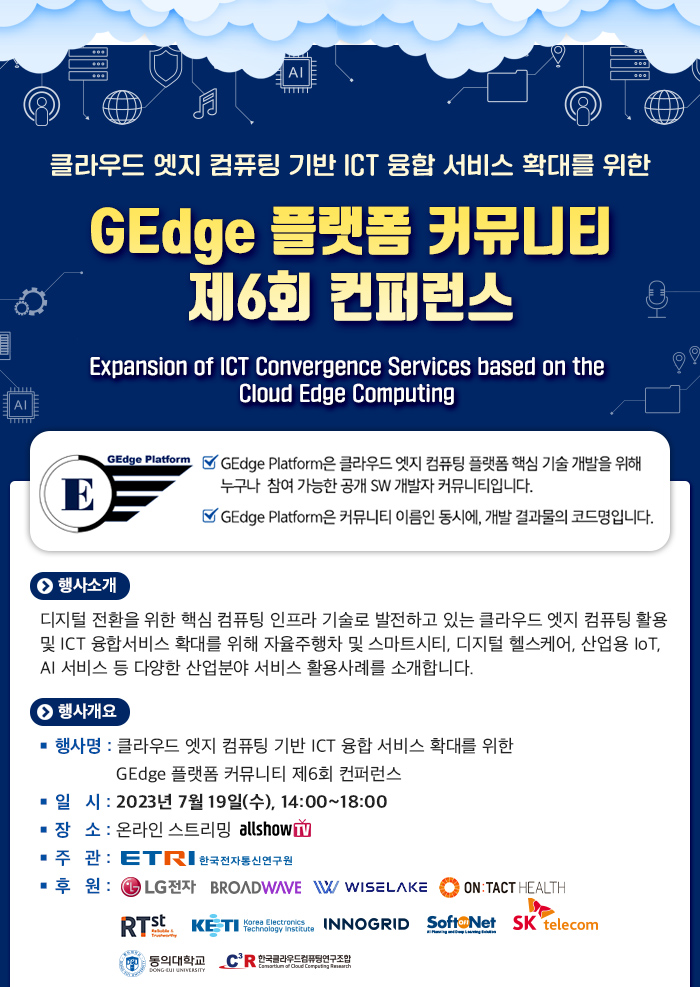 AI
클라우드 엣지 컴퓨팅 기반 ICT 융합 서비스 확대를 위한
GEdge 플랫폼 커뮤니티
제6회 컨퍼런스
Expansion of ICT Convergence Services based on the
Cloud Edge Computing
AI
GEdge Platform
E
GEdge Platform은 클라우드 엣지 컴퓨팅 플랫폼 핵심 기술 개발을 위해
누구나 참여 가능한 공개 SW 개발자 커뮤니티입니다.
GEdge Platform은 커뮤니티 이름인 동시에, 개발 결과물의 코드명입니다.
행사소개
디지털 전환을 위한 핵심 컴퓨팅 인프라 기술로 발전하고 있는 클라우드 엣지 컴퓨팅 활용
및 ICT 융합서비스 확대를 위해 자율주행차 및 스마트시티, 디지털 헬스케어, 산업용 IoT,
AI 서비스 등 다양한 산업분야 서비스 활용사례를 소개합니다.
행사개요
▪ 행사명 : 클라우드 엣지 컴퓨팅 기반 ICT 융합 서비스 확대를 위한
GEdge 플랫폼 커뮤니티 제6회 컨퍼런스
▪ 일 시 : 2023년 7월 19일(수), 14:00~18:00
▪ 장 소 : 온라인 스트리밍 allshowTV
▪ 주 관 : ETRI 한국전자통신연구원
▪ 후 원 : LG전자 BROADWAVE WISELAKE ON:TACT HEALTH
RTst Reliable & Trustworthy KETI Korea Electronics Technology Institute INNOGRID SoftonNet AI Planning and Deep Learning Solution SK telecom
동의대학교 DONG-EUI UNIVERSITY C3R 한국클라우드컴퓨팅연구조합 Consortium of Cloud Computing Research